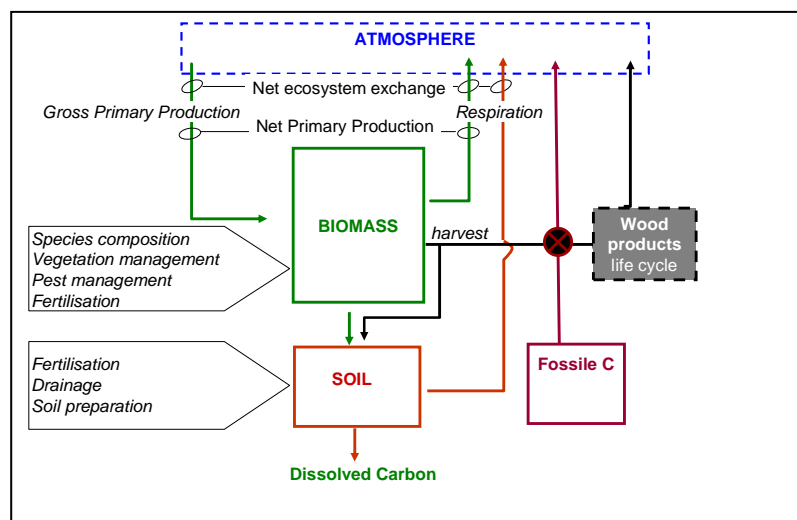 ATMOSPHERE
Net ecosystem exchange
Gross Primary Production
Respiration
Net Primary Production
BIOMASS
harvest
Wood
products
life cycle
Species composition
Vegetation management
Pest management
Fertilisation
Fertilisation
Drainage
Soil preparation
SOIL
Fossile C
Dissolved Carbon